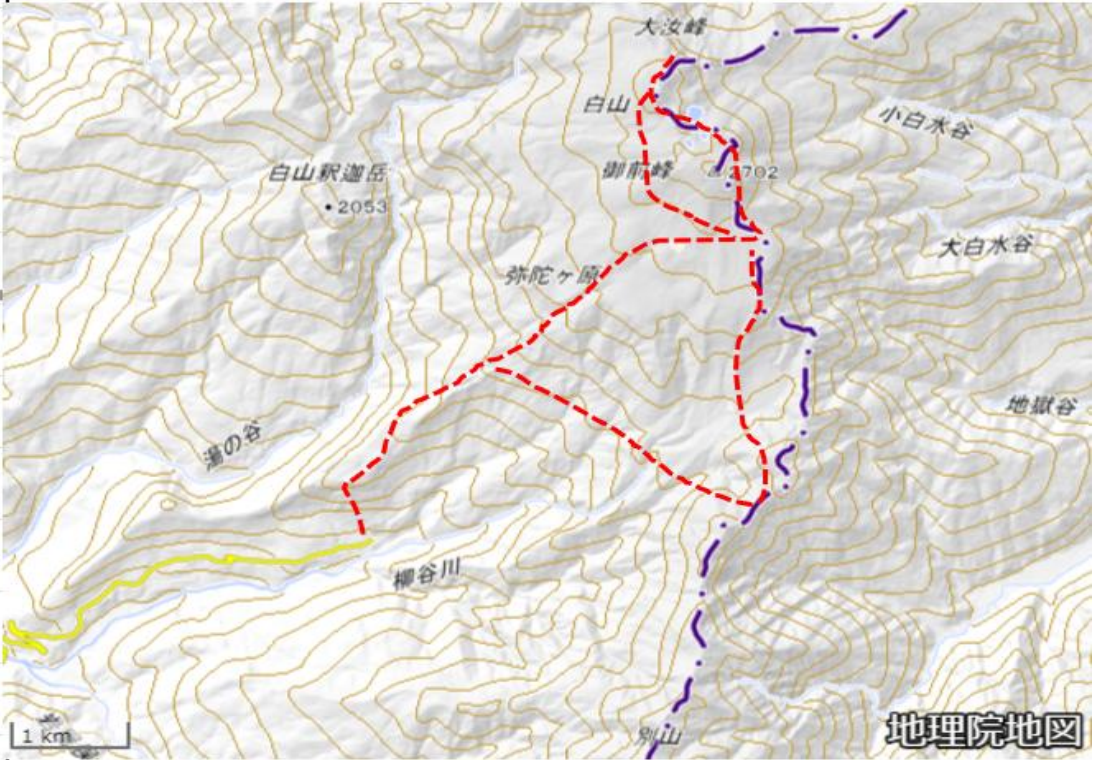 大汝峰
白山
小白水谷
白山釈迦岳
御前峰
2702
2053
大白水谷
弥陀ヶ原
地獄谷
湯の谷
柳谷川
別山
1 km
地理院地図